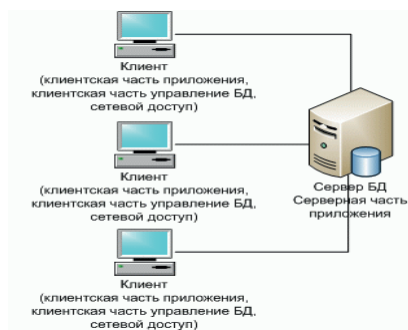 Клиент
(клиентская часть приложения,
клиентская часть управление БД,
сетевой доступ)
Клиент
(клиентская часть приложения,
клиентская часть управление БД,
сетевой доступ)
Сервер БД
Серверная часть
приложения
Клиент
(клиентская часть приложения,
клиентская часть управление БД,
сетевой доступ)